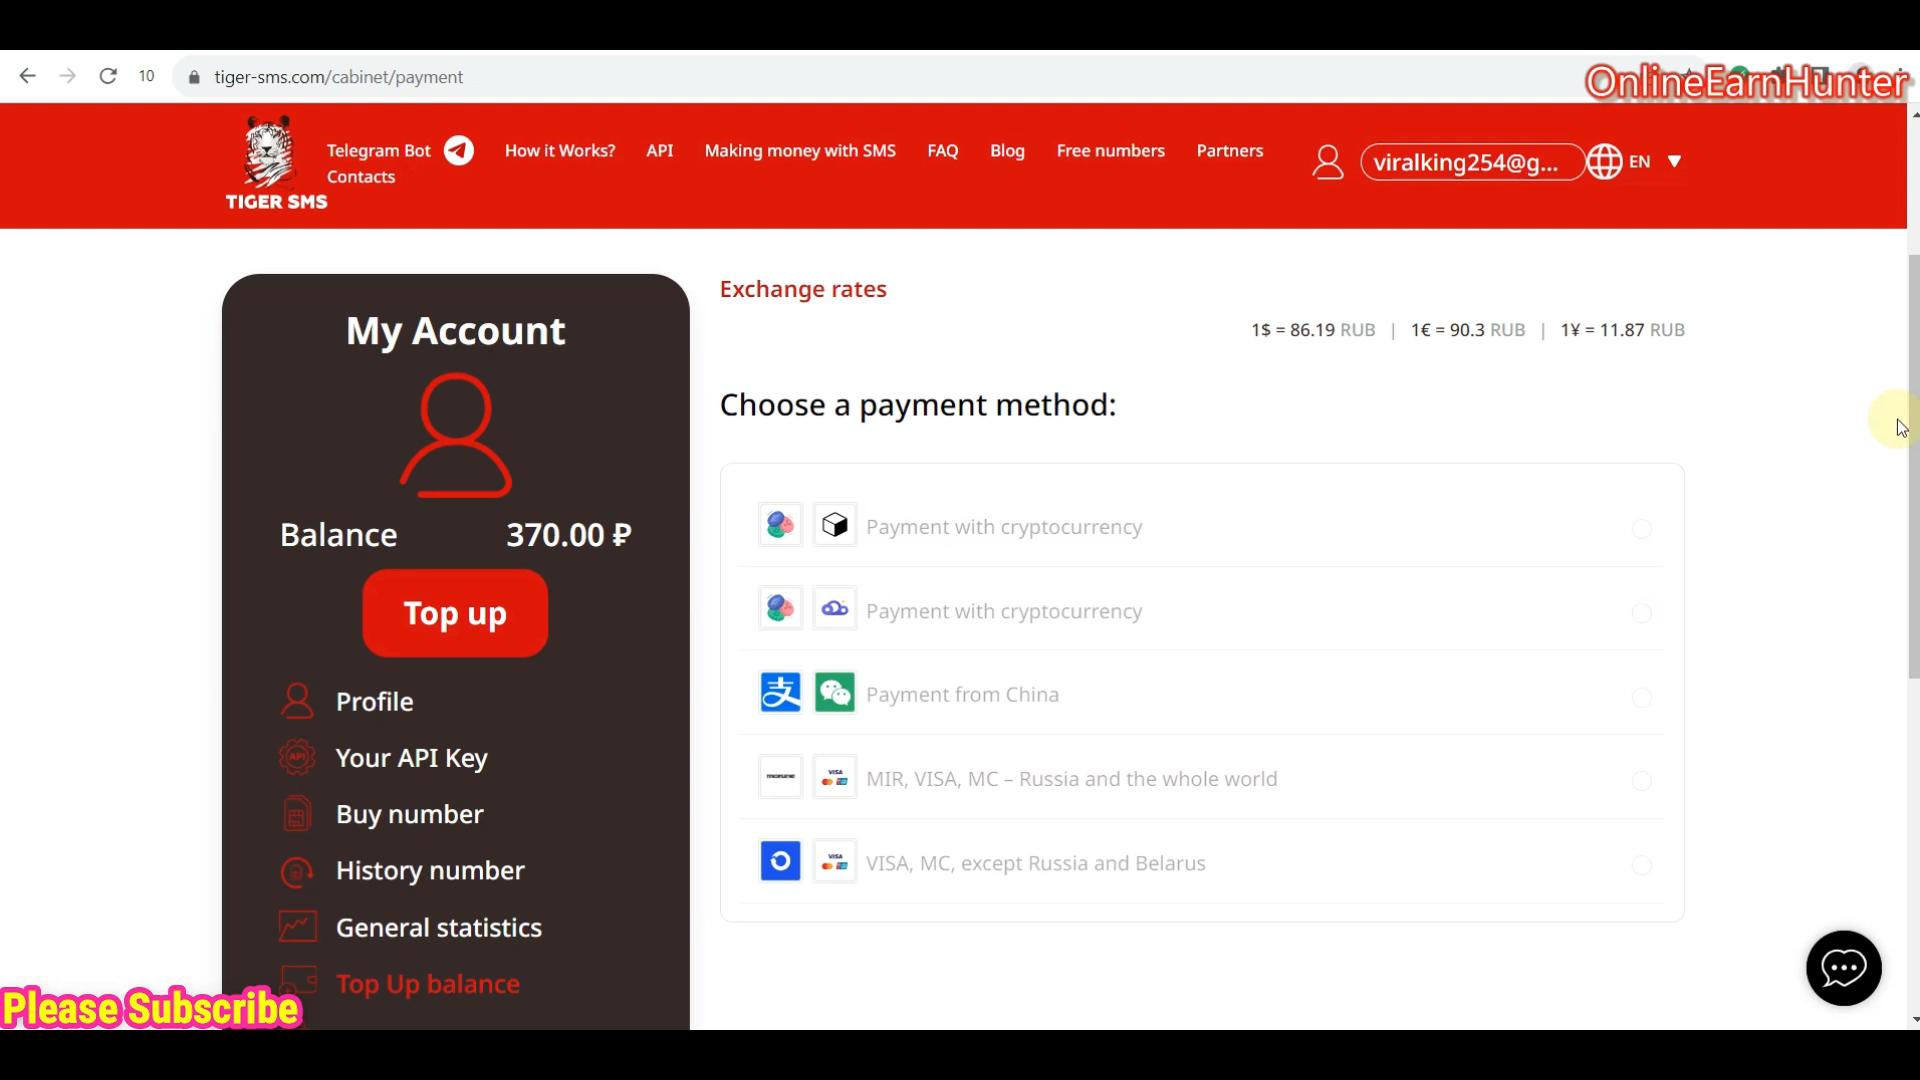 10
tiger-sms.com/cabinet/payment
OnlineEarnHunter
Telegram Bot
How it Works?
API
Making money with SMS
FAQ
Blog
Free numbers
Partners
Contacts
TIGER SMS
viralking254@g...
EN
My Account
Balance 370.00 ₽
Top up
Profile
API
Your API Key
Buy number
History number
General statistics
Top Up balance
Exchange rates
1$ = 86.19 RUB | 1€ = 90.3 RUB | 1¥ = 11.87 RUB
Choose a payment method:
Payment with cryptocurrency
Payment with cryptocurrency
支
Payment from China
VISA
MIR, VISA, MC – Russia and the whole world
VISA
VISA, MC, except Russia and Belarus
Please Subscribe